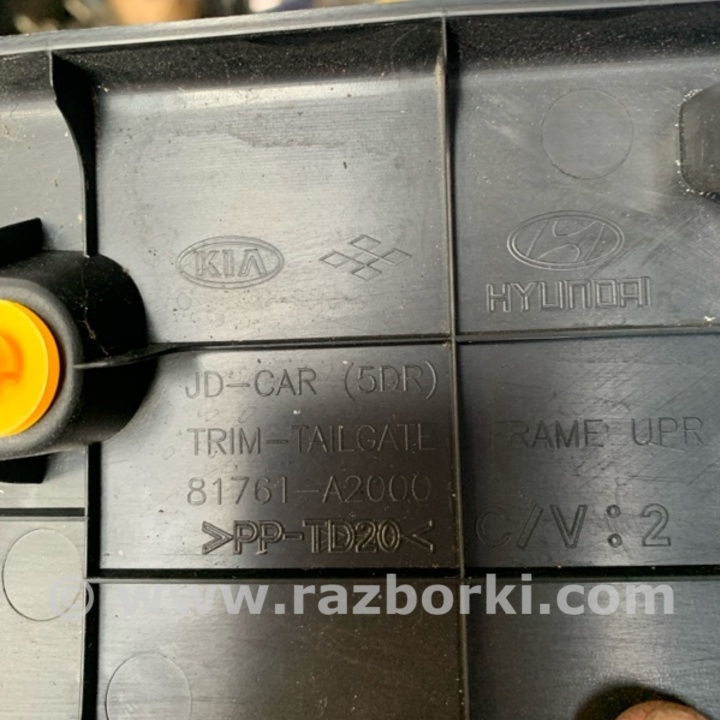 KIA
HYUNDAI
JD-CAR (5DR)
TRIM-TAILGATE FRAME UPR
81761-A2000
>PP-TD20< C/V:2
© www.razborki.com